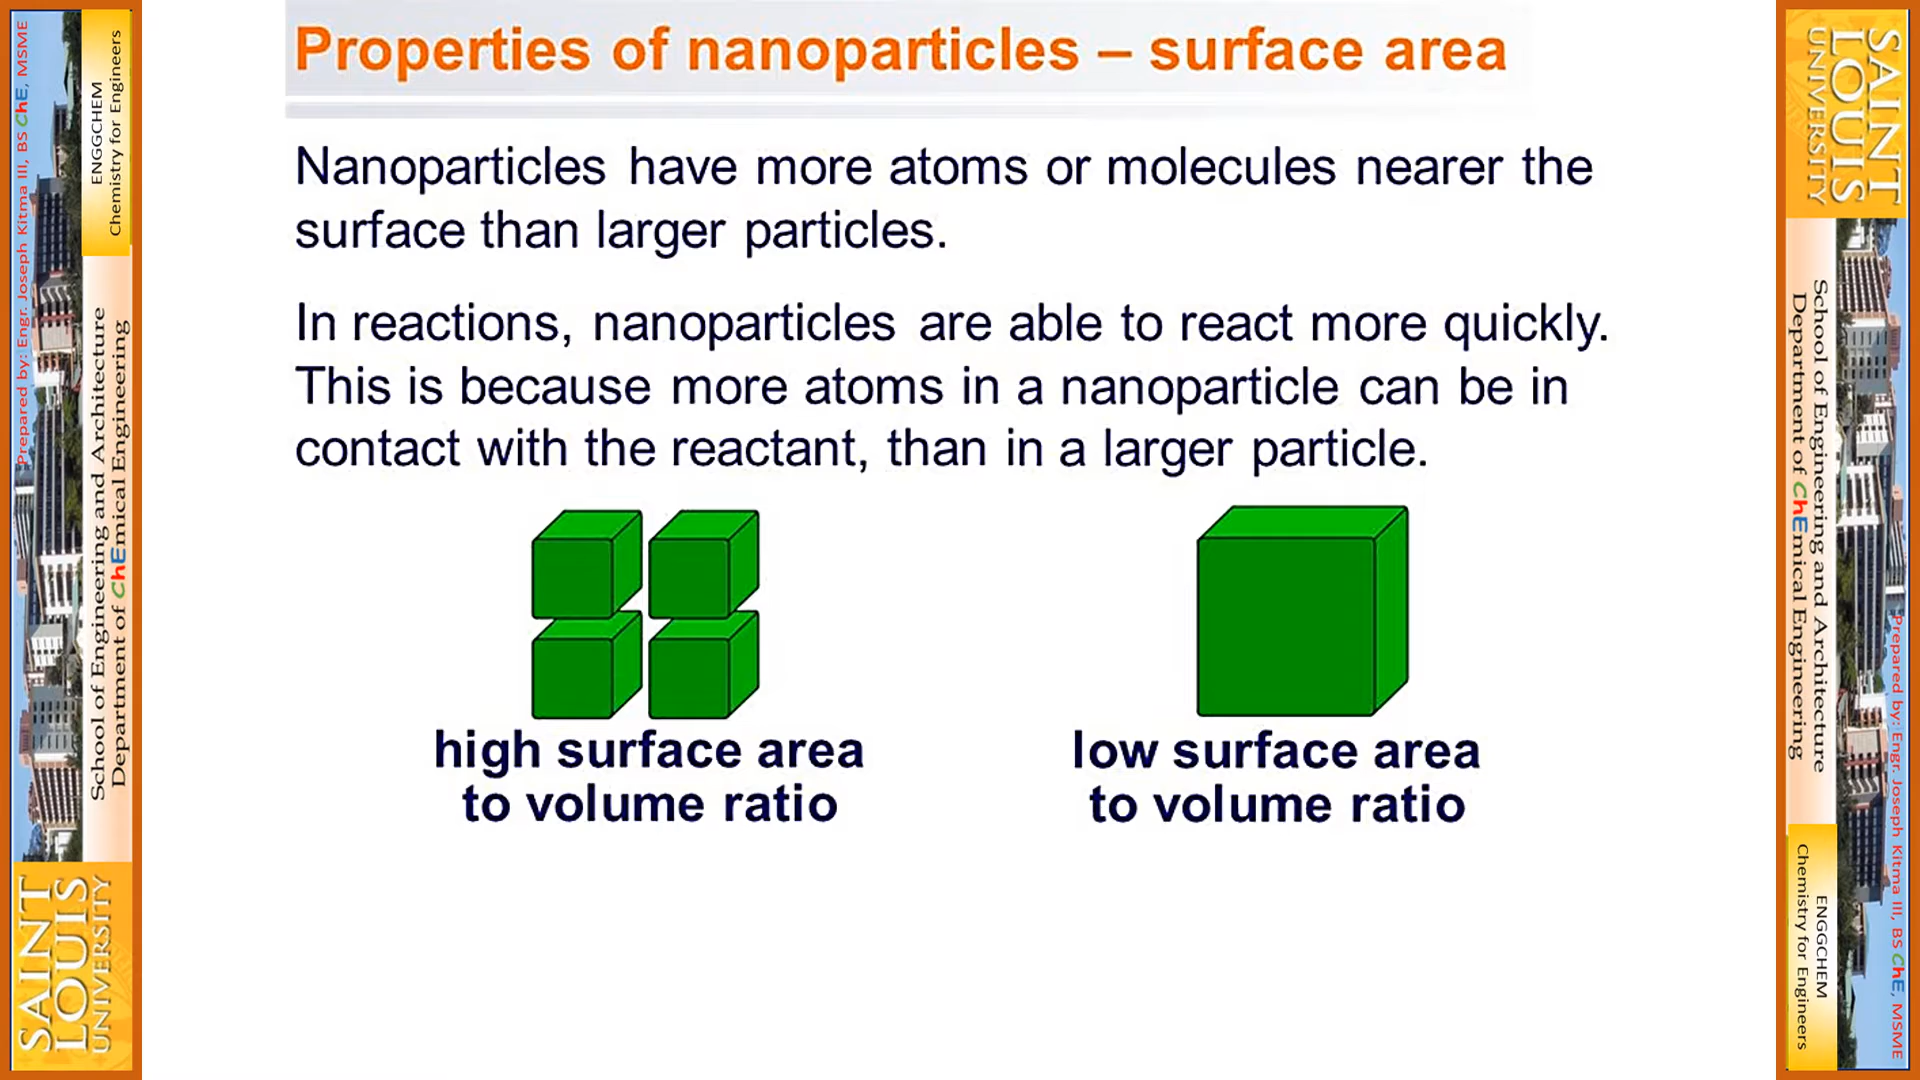 Properties of nanoparticles – surface area
Nanoparticles have more atoms or molecules nearer the
surface than larger particles.
In reactions, nanoparticles are able to react more quickly.
This is because more atoms in a nanoparticle can be in
contact with the reactant, than in a larger particle.
high surface area
to volume ratio
low surface area
to volume ratio
Prepared by: Engr. Joseph Kitma III, BS ChE, MSME
ENGGCHEM
Chemistry for Engineers
School of Engineering and Architecture
Department of ChEmical Engineering
SAINT
LOUIS
UNIVERSITY
SAINT
LOUIS
UNIVERSITY
School of Engineering and Architecture
Department of ChEmical Engineering
ENGGCHEM
Chemistry for Engineers
Prepared by: Engr. Joseph Kitma III, BS ChE, MSME